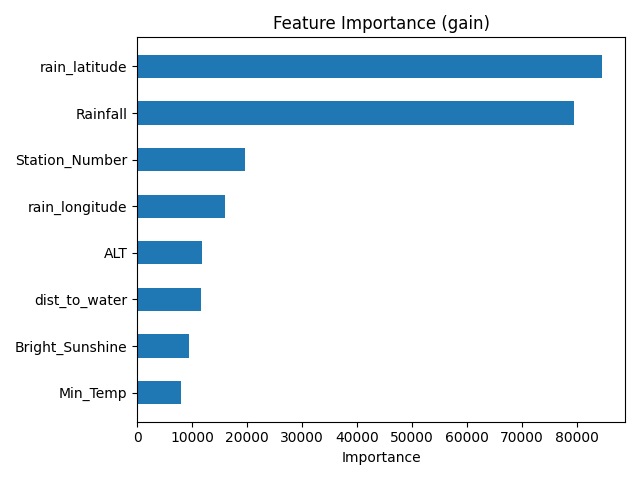 Feature Importance (gain)
rain_latitude
Rainfall
Station_Number
rain_longitude
ALT
dist_to_water
Bright_Sunshine
Min_Temp
0 10000 20000 30000 40000 50000 60000 70000 80000
Importance